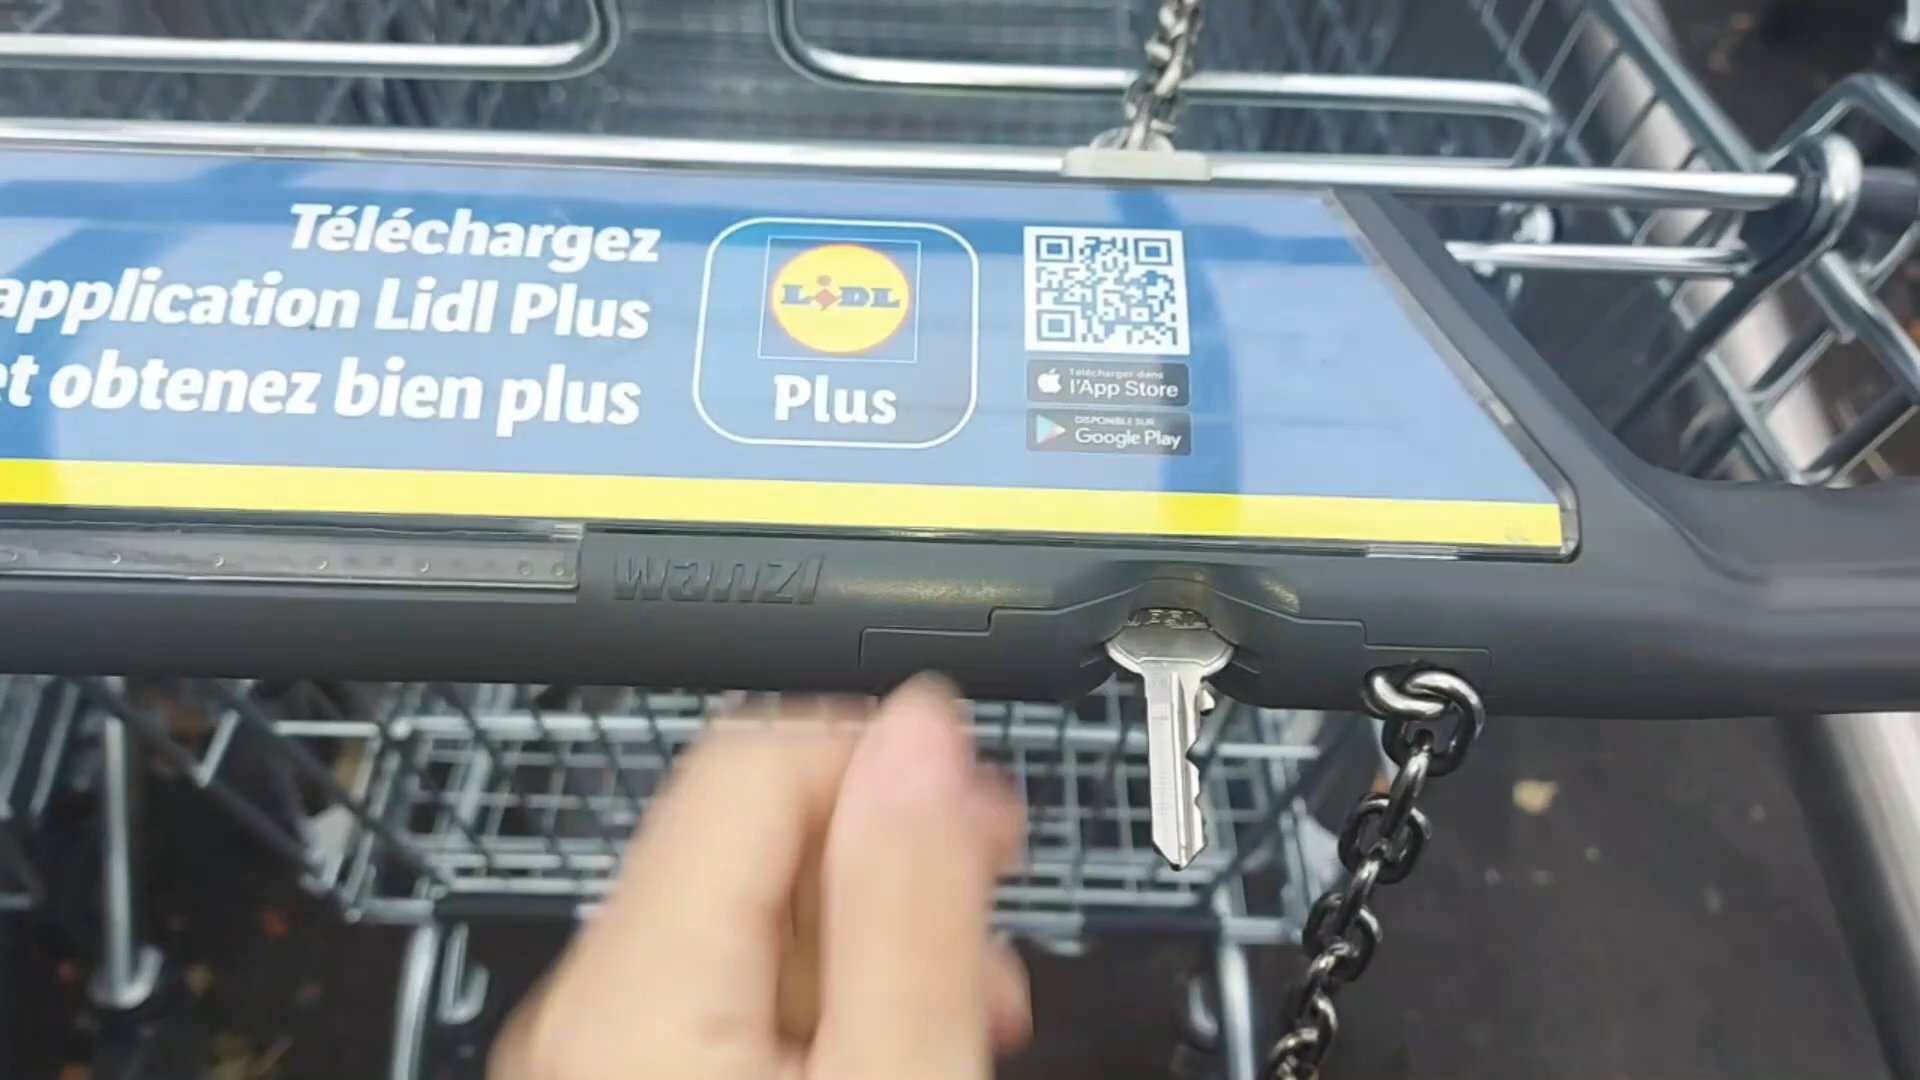 Téléchargez
application Lidl Plus
et obtenez bien plus
LiDL
Plus
Télécharger dans
l'App Store
DISPONIBLE SUR
Google Play
wanzl